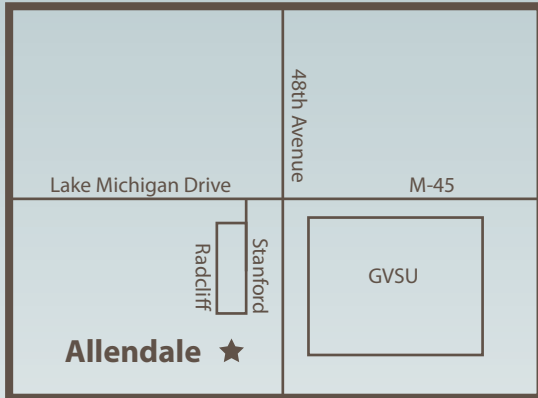 48th Avenue
Lake Michigan Drive
M-45
Radcliff
Stanford
GVSU
Allendale